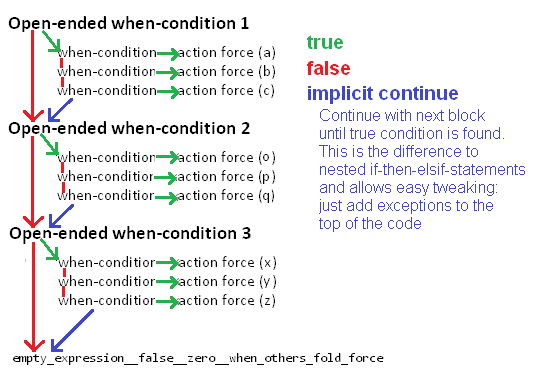 Open-ended when-condition 1
when-condition action force (a)
when-condition action force (b)
when-condition action force (c)
Open-ended when-condition 2
when-condition action force (o)
when-condition action force (p)
when-condition action force (q)
Open-ended when-condition 3
when-condition action force (x)
when-condition action force (y)
when-condition action force (z)
empty_expression__false__zero__when_others_fold_force
true
false
implicit continue
Continue with next block
until true condition is found.
This is the difference to
nested if-then-elsif-statements
and allows easy tweaking:
just add exceptions to the
top of the code